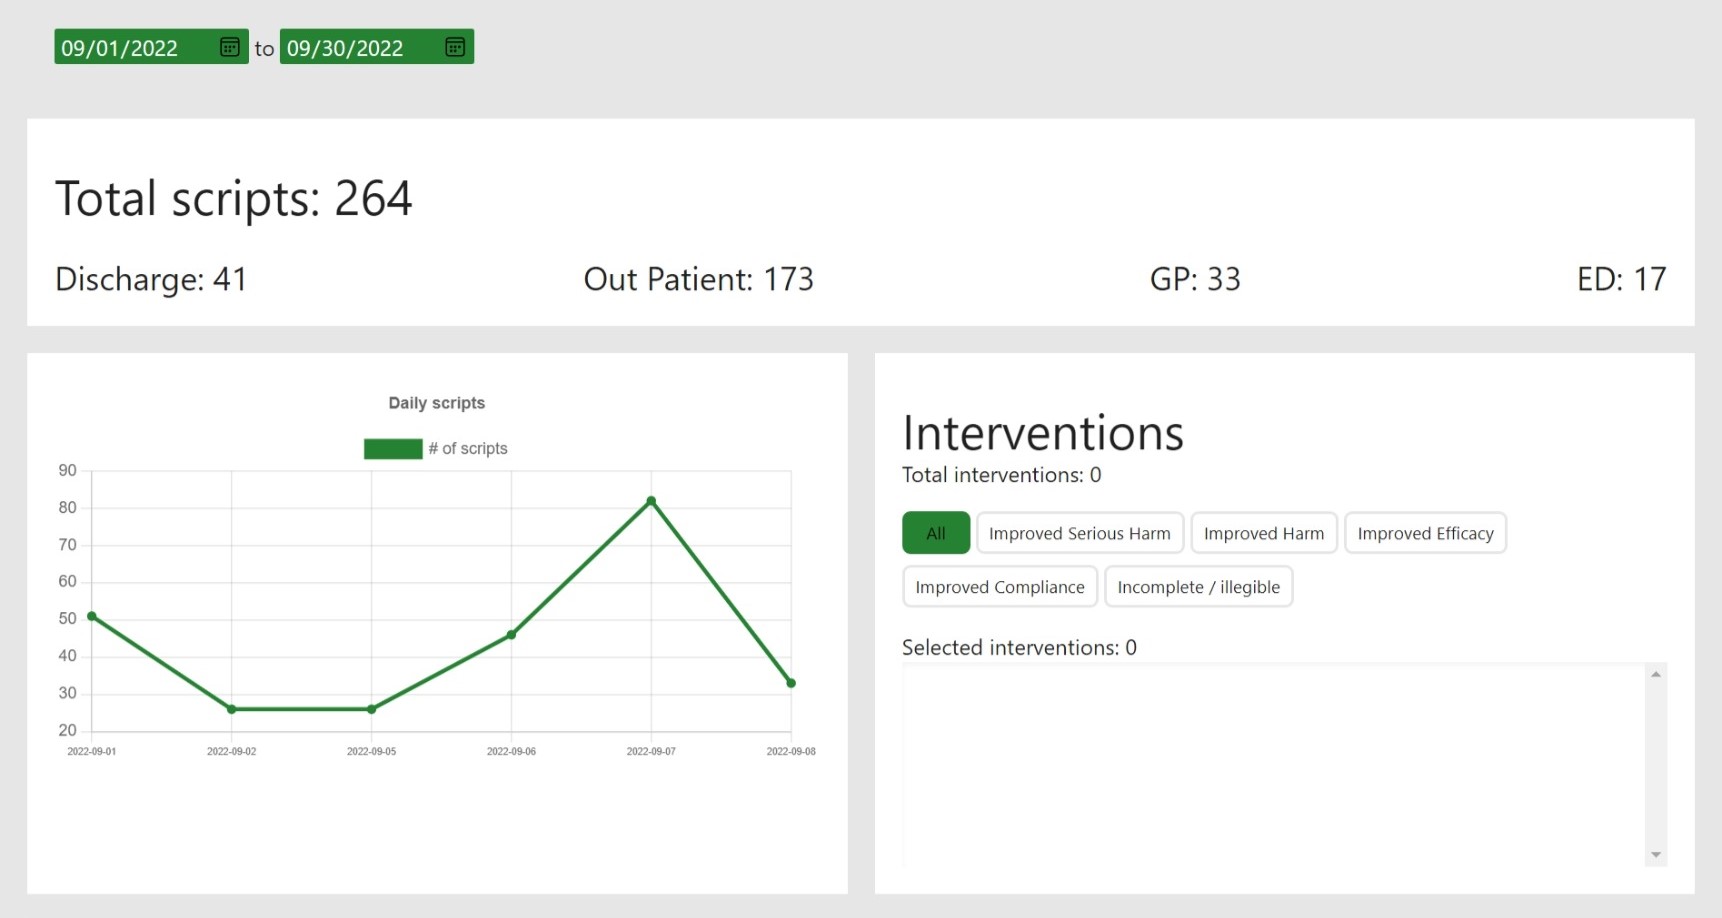 09/01/2022 to 09/30/2022
Total scripts: 264
Discharge: 41 Out Patient: 173 GP: 33 ED: 17
Daily scripts
# of scripts
90
80
70
60
50
40
30
20
2022-09-01 2022-09-02 2022-09-05 2022-09-06 2022-09-07 2022-09-08
Interventions
Total interventions: 0
All Improved Serious Harm Improved Harm Improved Efficacy
Improved Compliance Incomplete / illegible
Selected interventions: 0